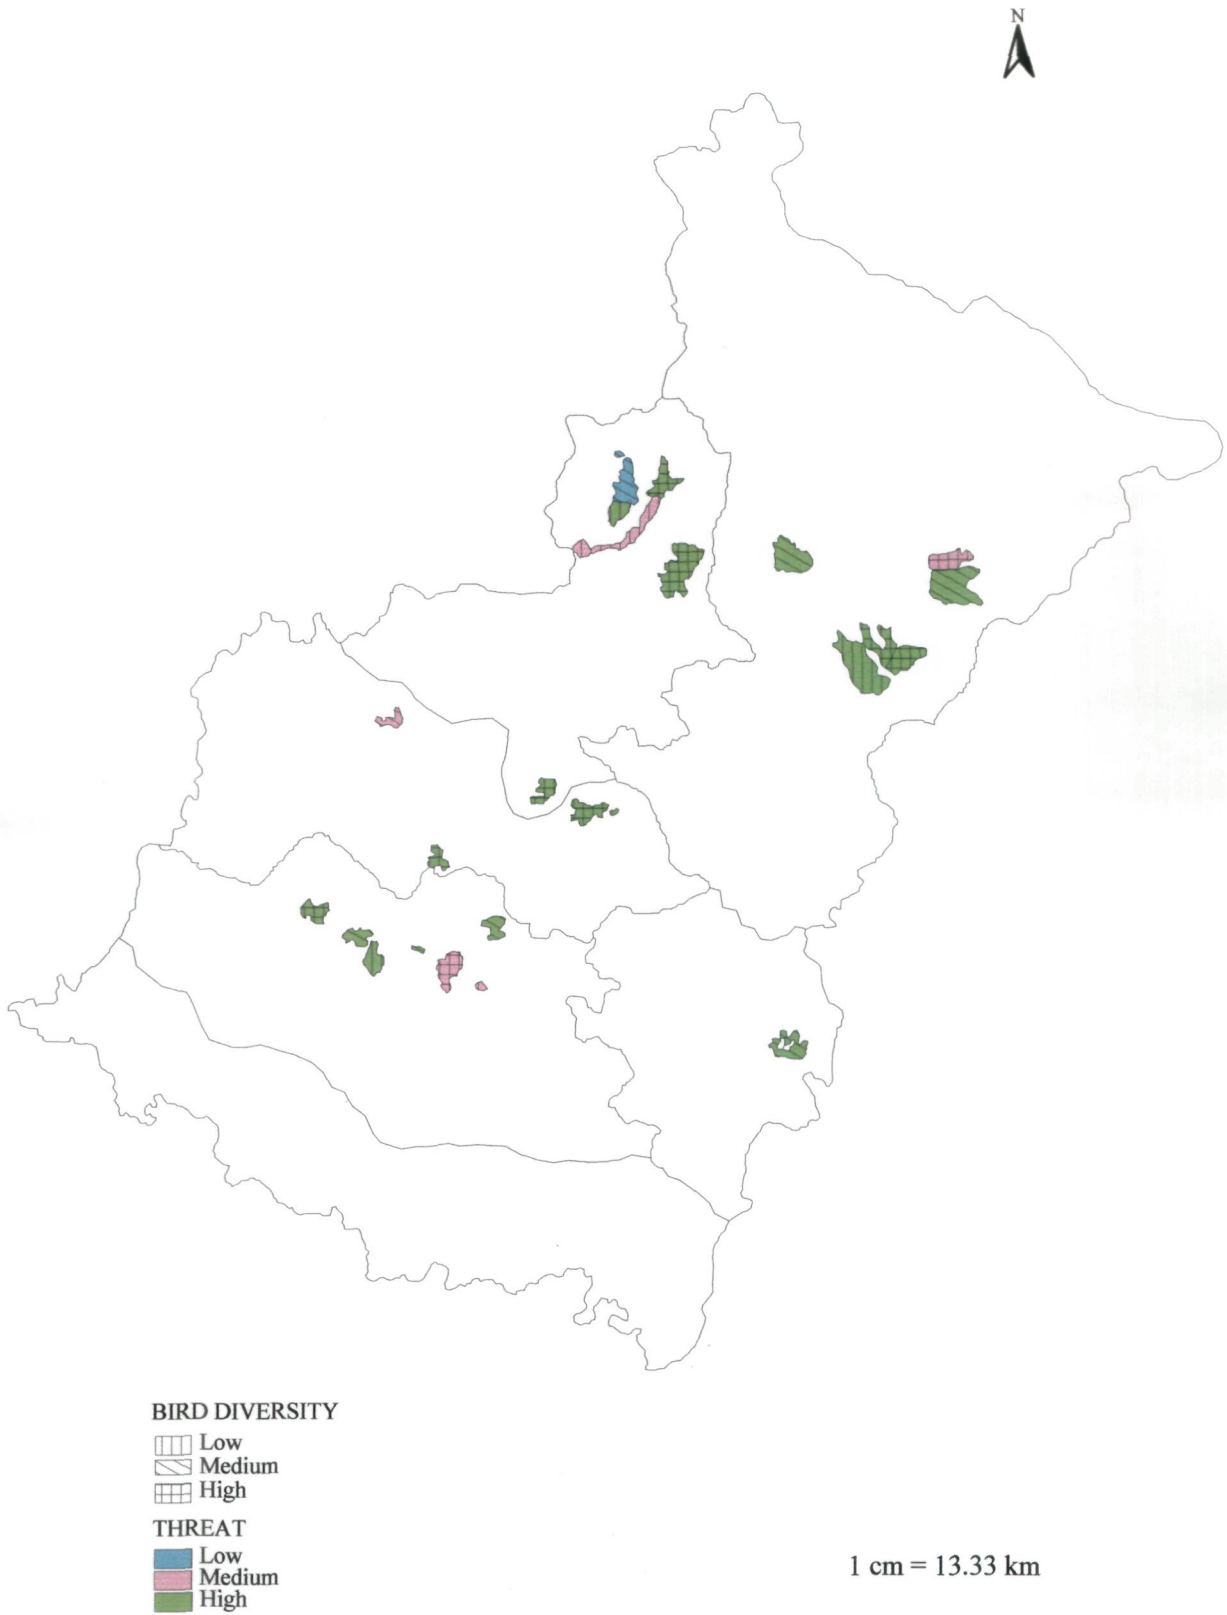 N
BIRD DIVERSITY
Low
Medium
High
THREAT
Low
Medium
High
1 cm = 13.33 km